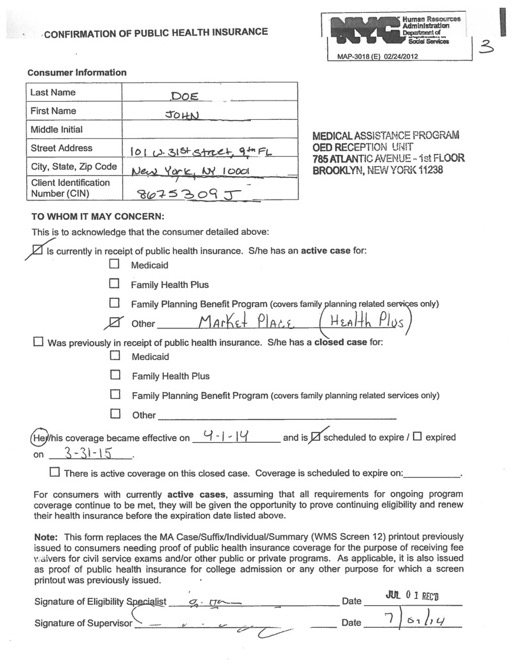 CONFIRMATION OF PUBLIC HEALTH INSURANCE
NYC Human Resources
Administration
Department of
Social Services
MAP-3018 (E) 02/24/2012
3
Consumer Information
Last Name DOE
First Name JOHN
Middle Initial
Street Address 101 W 31st Street, 9th FL
City, State, Zip Code New York, NY 10001
Client Identification
Number (CIN) 8675309J
MEDICAL ASSISTANCE PROGRAM
OED RECEPTION UNIT
785 ATLANTIC AVENUE - 1st FLOOR
BROOKLYN, NEW YORK 11238
TO WHOM IT MAY CONCERN:
This is to acknowledge that the consumer detailed above:
Is currently in receipt of public health insurance. S/he has an active case for:
Medicaid
Family Health Plus
Family Planning Benefit Program (covers family planning related services only)
Other Market Place (Health Plus)
Was previously in receipt of public health insurance. S/he has a closed case for:
Medicaid
Family Health Plus
Family Planning Benefit Program (covers family planning related services only)
Other
Her/his coverage became effective on 4-1-14 and is scheduled to expire / expired
on 3-31-15.
There is active coverage on this closed case. Coverage is scheduled to expire on: .
For consumers with currently active cases, assuming that all requirements for ongoing program
coverage continue to be met, they will be given the opportunity to prove continuing eligibility and renew
their health insurance before the expiration date listed above.
Note: This form replaces the MA Case/Suffix/Individual/Summary (WMS Screen 12) printout previously
issued to consumers needing proof of public health insurance coverage for the purpose of receiving fee
waivers for civil service exams and/or other public or private programs. As applicable, it is also issued
as proof of public health insurance for college admission or any other purpose for which a screen
printout was previously issued.
Signature of Eligibility Specialist Date JUL 01 REC'D
Signature of Supervisor Date 7/01/14